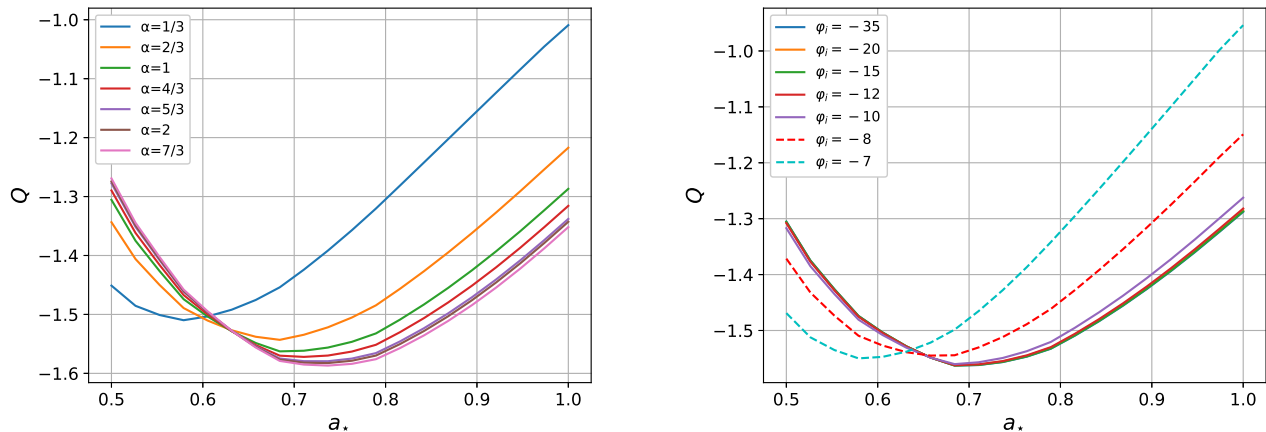 −1.0
−1.1
−1.2
−1.3
−1.4
−1.5
−1.6
Q
α=1/3
α=2/3
α=1
α=4/3
α=5/3
α=2
α=7/3
0.5 0.6 0.7 0.8 0.9 1.0
a⋆
−1.0
−1.1
−1.2
−1.3
−1.4
−1.5
Q
φᵢ = −35
φᵢ = −20
φᵢ = −15
φᵢ = −12
φᵢ = −10
φᵢ = −8
φᵢ = −7
0.5 0.6 0.7 0.8 0.9 1.0
a⋆